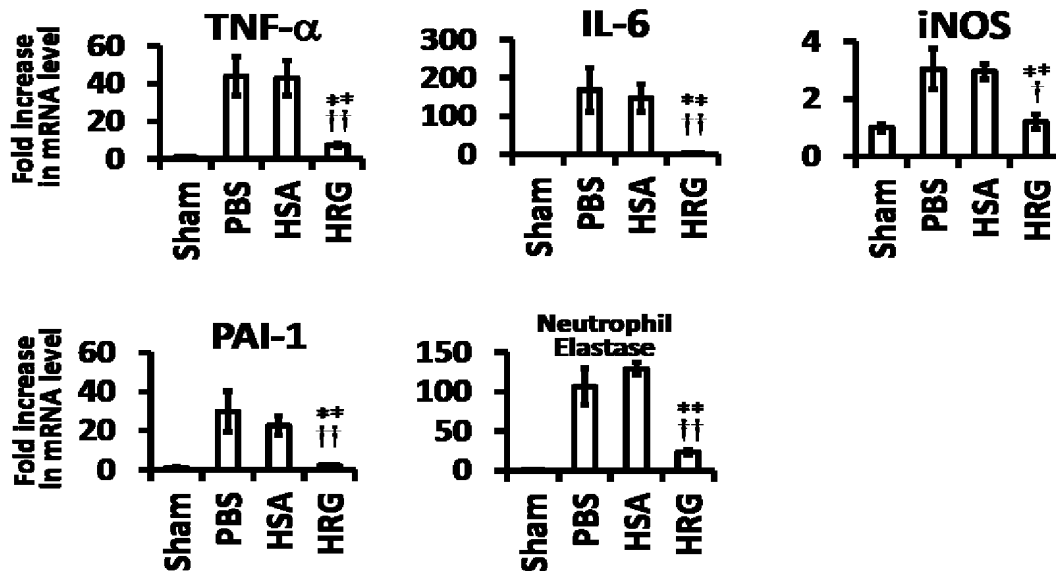 TNF-α
Fold increase
in mRNA level
60
40
20
0
Sham
PBS
HSA
HRG
**
††
IL-6
300
200
100
0
Sham
PBS
HSA
HRG
**
††
iNOS
4
2
0
Sham
PBS
HSA
HRG
**
†
PAI-1
Fold increase
in mRNA level
60
40
20
0
Sham
PBS
HSA
HRG
**
††
Neutrophil
Elastase
150
100
50
0
Sham
PBS
HSA
HRG
**
††